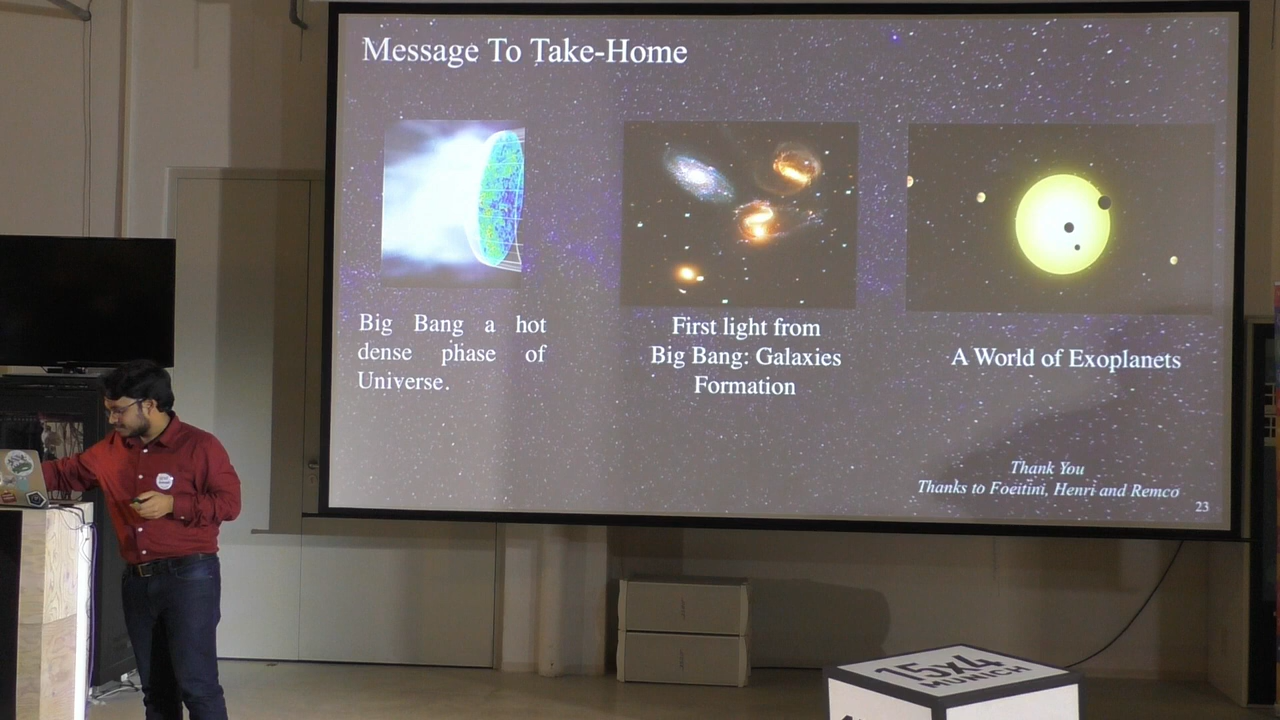 Message To Take-Home
Big Bang a hot
dense phase of
Universe.
First light from
Big Bang: Galaxies
Formation
A World of Exoplanets
Thank You
Thanks to Foeitini, Henri and Remco
23
15x4
MUNICH